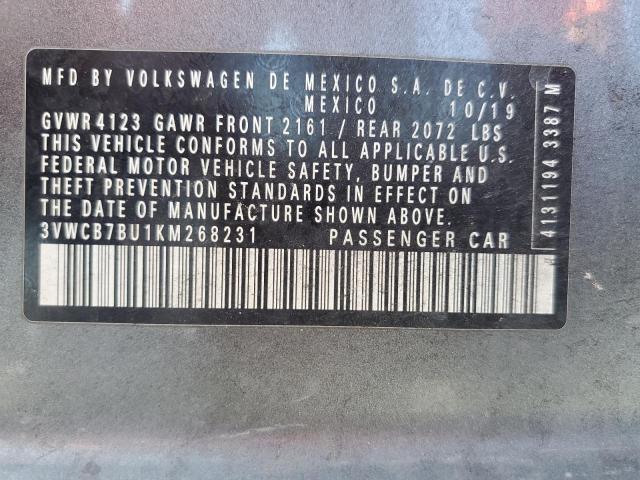 MFD BY VOLKSWAGEN DE MEXICO S.A. DE C.V.
MEXICO 10/19
GVWR 4123 GAWR FRONT 2161 / REAR 2072 LBS
THIS VEHICLE CONFORMS TO ALL APPLICABLE U.S.
FEDERAL MOTOR VEHICLE SAFETY, BUMPER AND
THEFT PREVENTION STANDARDS IN EFFECT ON
THE DATE OF MANUFACTURE SHOWN ABOVE.
3VWCB7BU1KM268231 PASSENGER CAR
4131194 3387 M